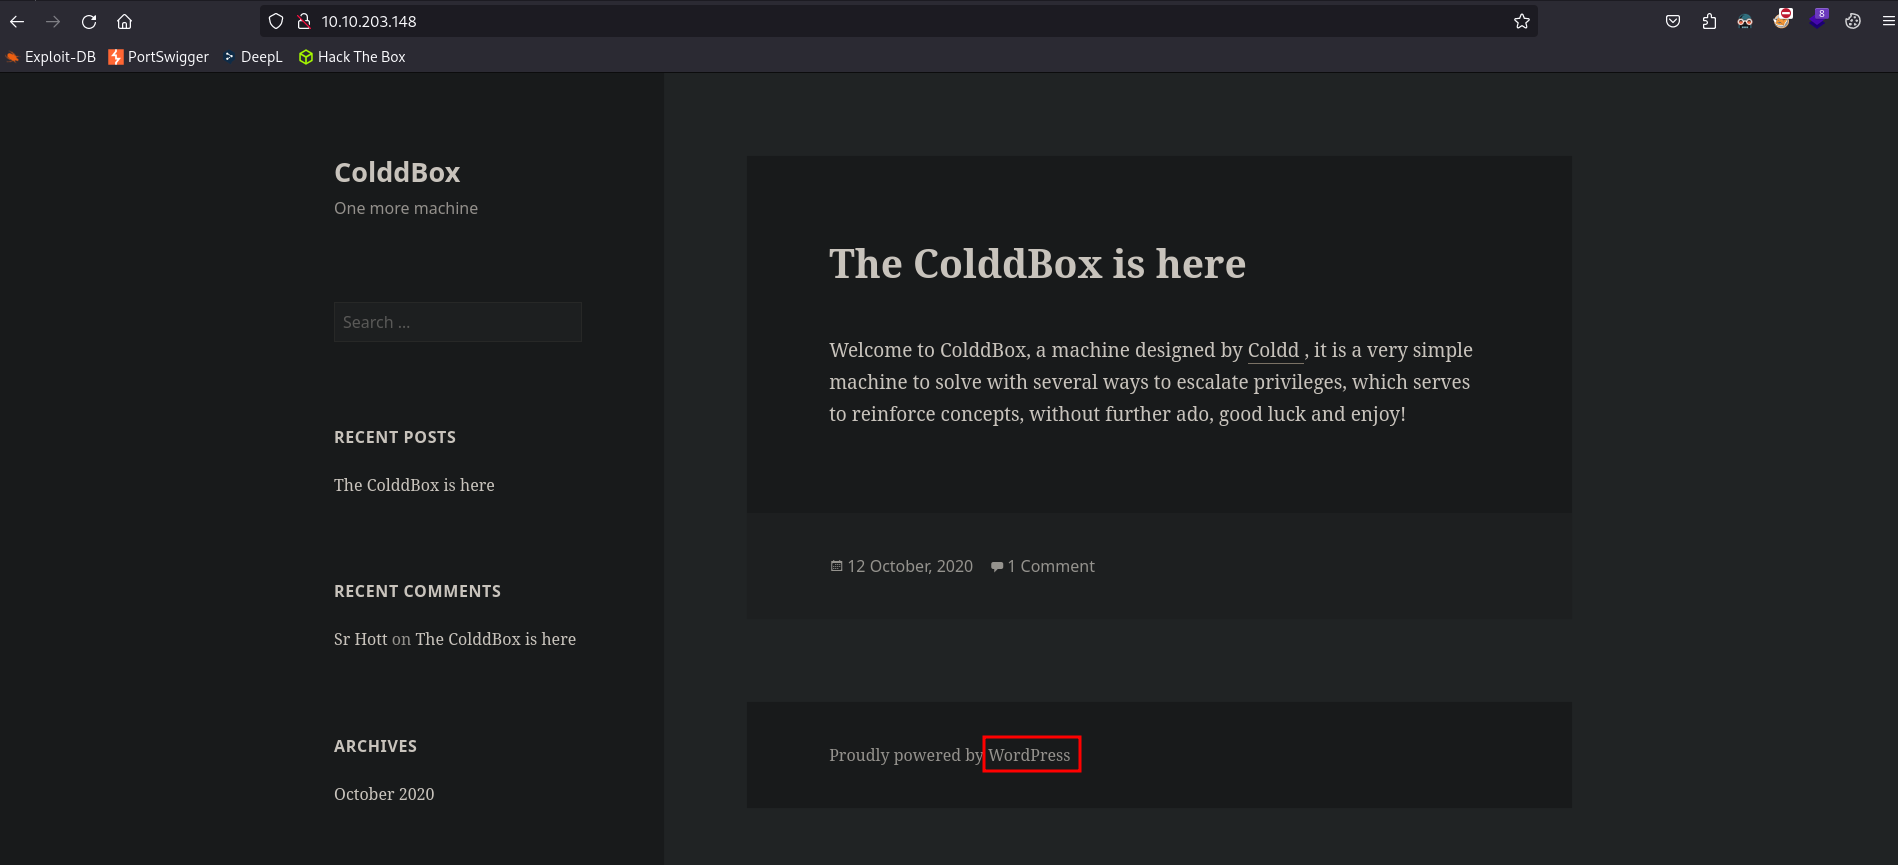 10.10.203.148
8
Exploit-DB PortSwigger DeepL Hack The Box
ColddBox
One more machine
Search ...
RECENT POSTS
The ColddBox is here
RECENT COMMENTS
Sr Hott on The ColddBox is here
ARCHIVES
October 2020
The ColddBox is here
Welcome to ColddBox, a machine designed by Coldd , it is a very simple
machine to solve with several ways to escalate privileges, which serves
to reinforce concepts, without further ado, good luck and enjoy!
12 October, 2020 1 Comment
Proudly powered by WordPress